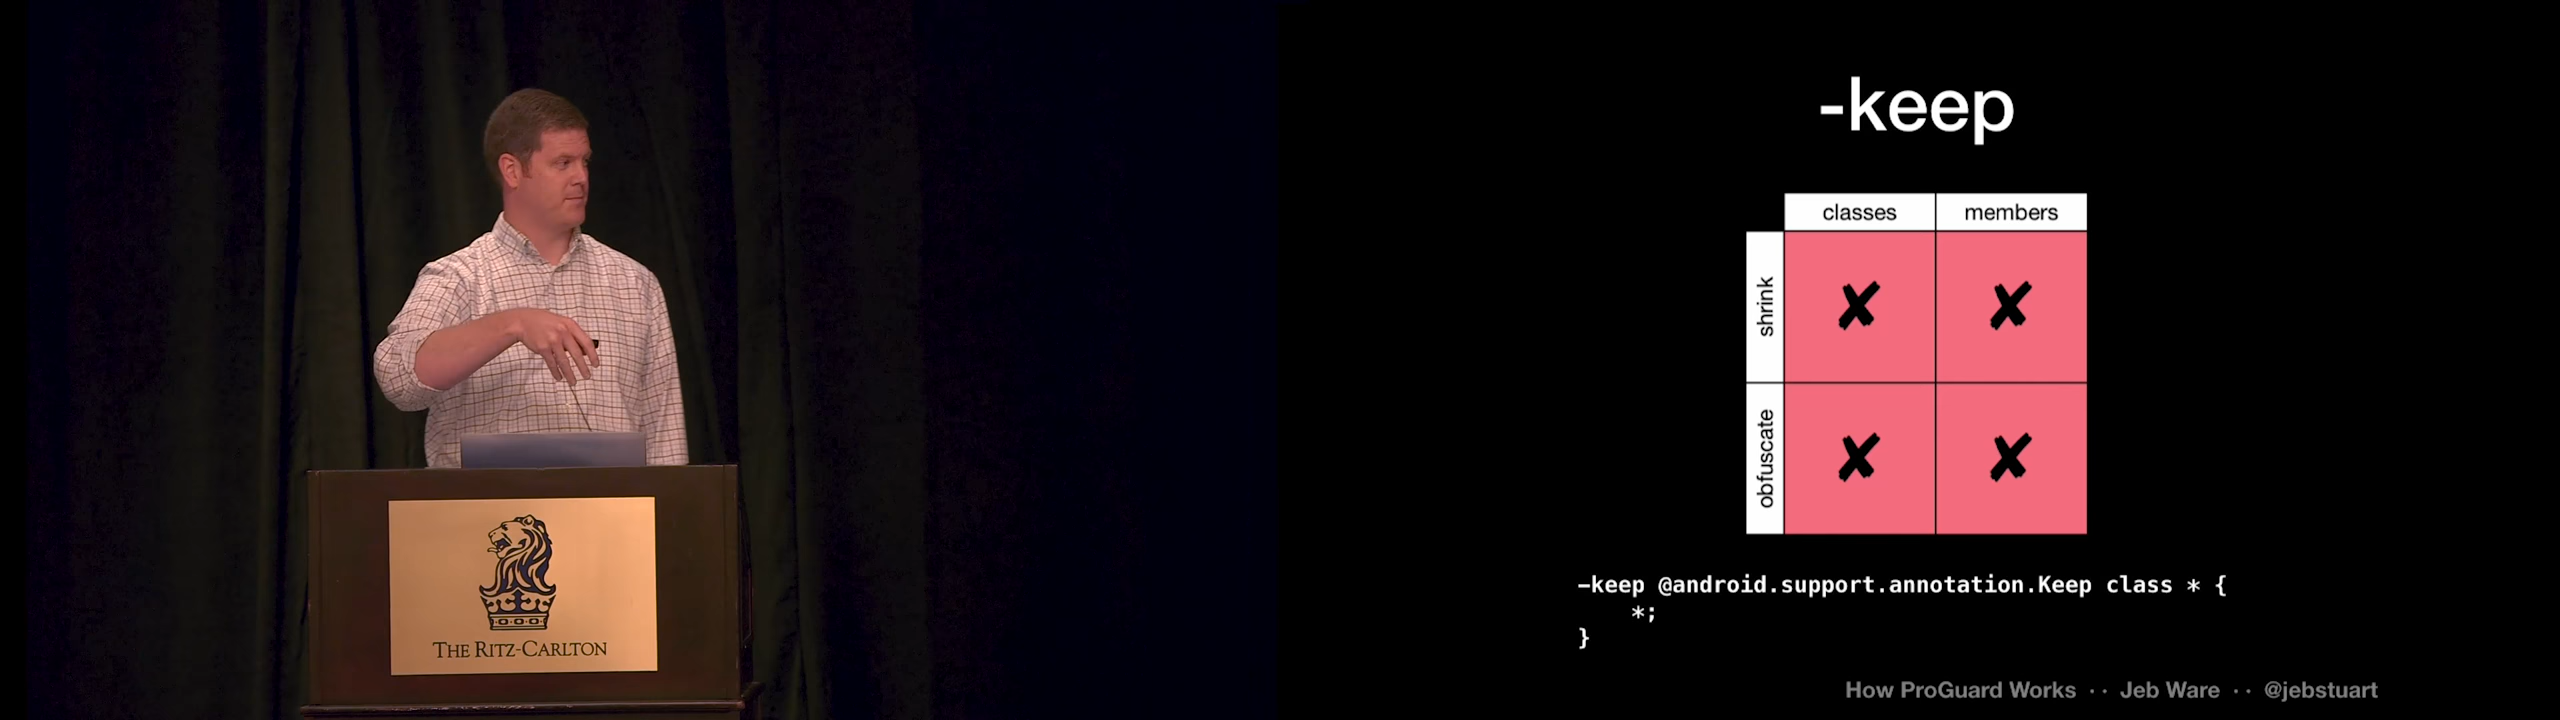 THE RITZ-CARLTON
-keep
classes members
shrink
obfuscate
-keep @android.support.annotation.Keep class * {
*;
}
How ProGuard Works ·· Jeb Ware ·· @jebstuart